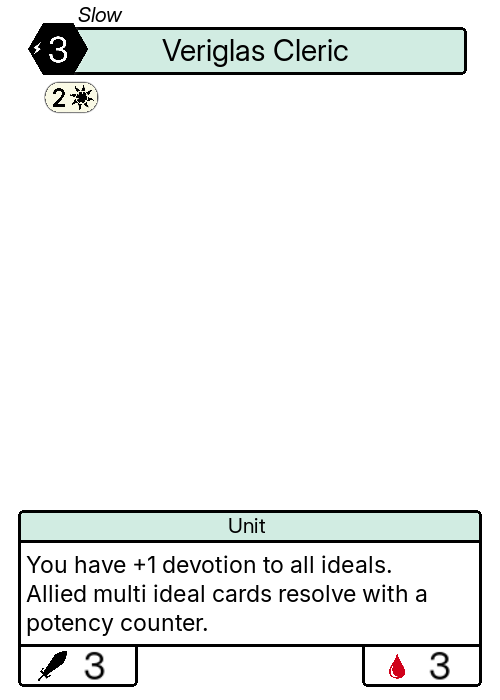 Slow
3 Veriglas Cleric
2
Unit
You have +1 devotion to all ideals.
Allied multi ideal cards resolve with a
potency counter.
3 3